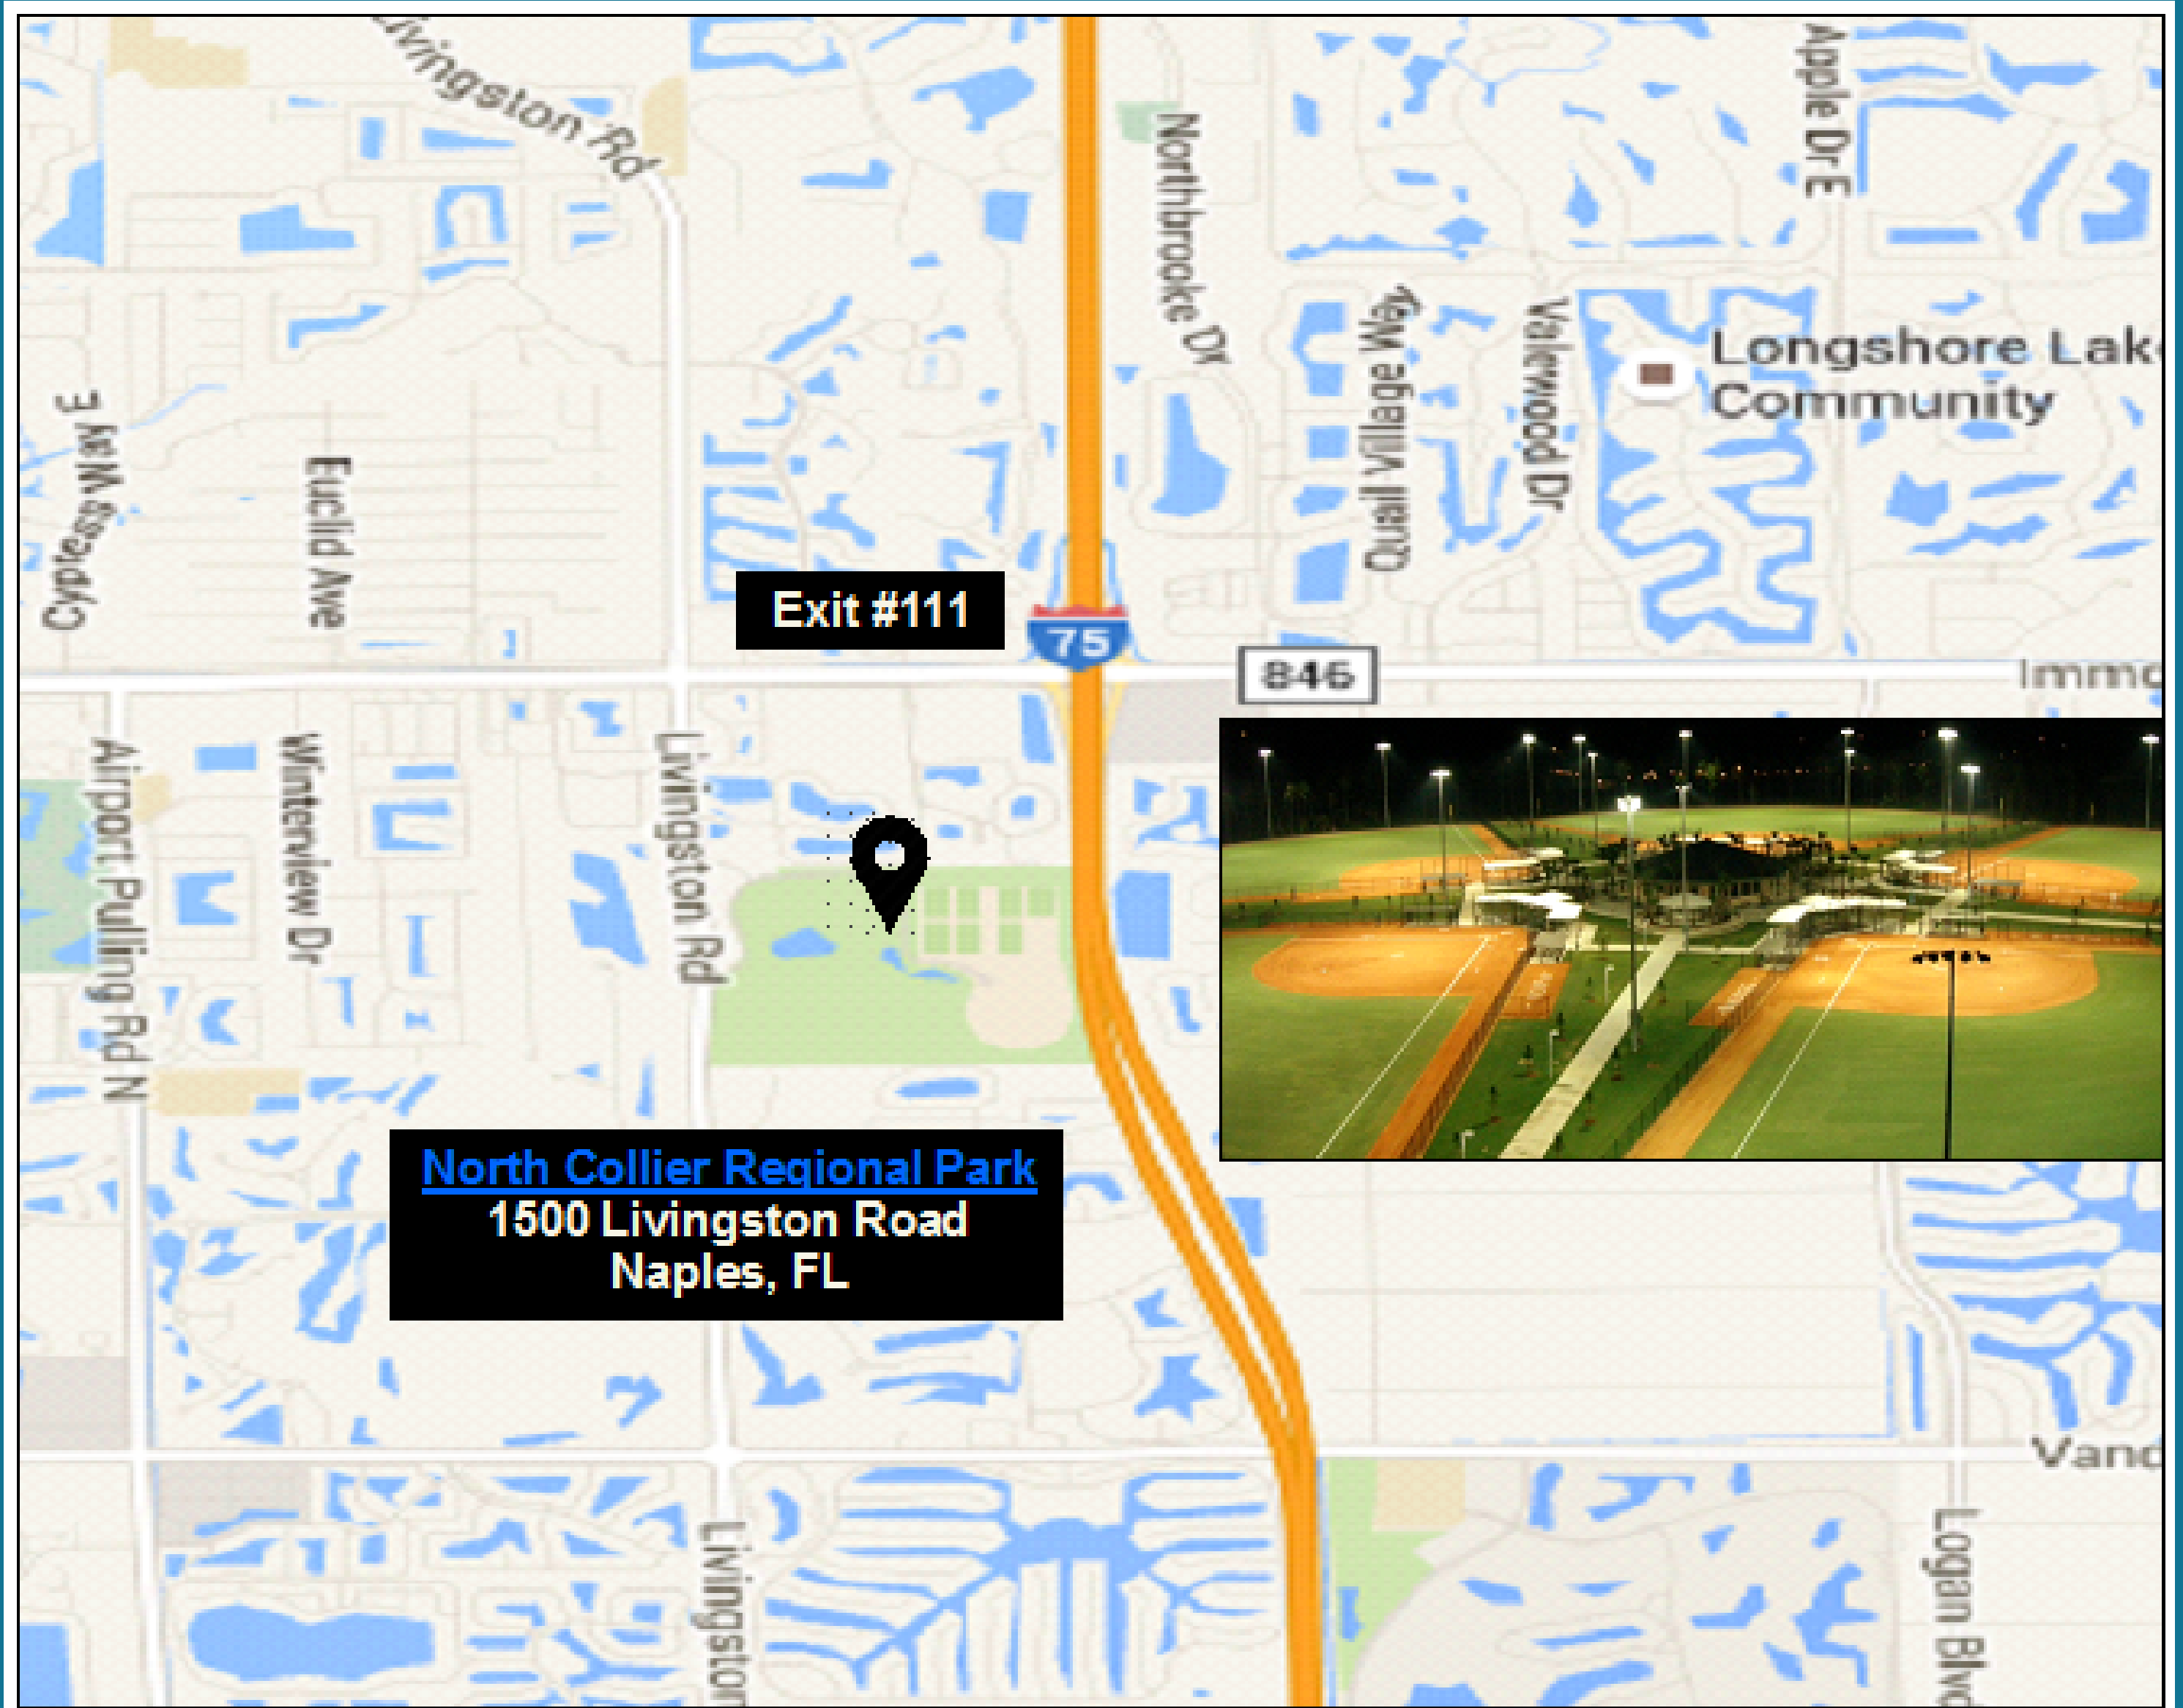 Livingston Rd
Apple Dr E
Northbrooke Dr
Quail Village Way
Valewood Dr
Longshore Lak
Community
Cypress Way E
Euclid Ave
Exit #111
75
846
Immo
Airport Pulling Rd N
Winterview Dr
Livingston Rd
North Collier Regional Park
1500 Livingston Road
Naples, FL
Vand
Livingston
Logan Blvd